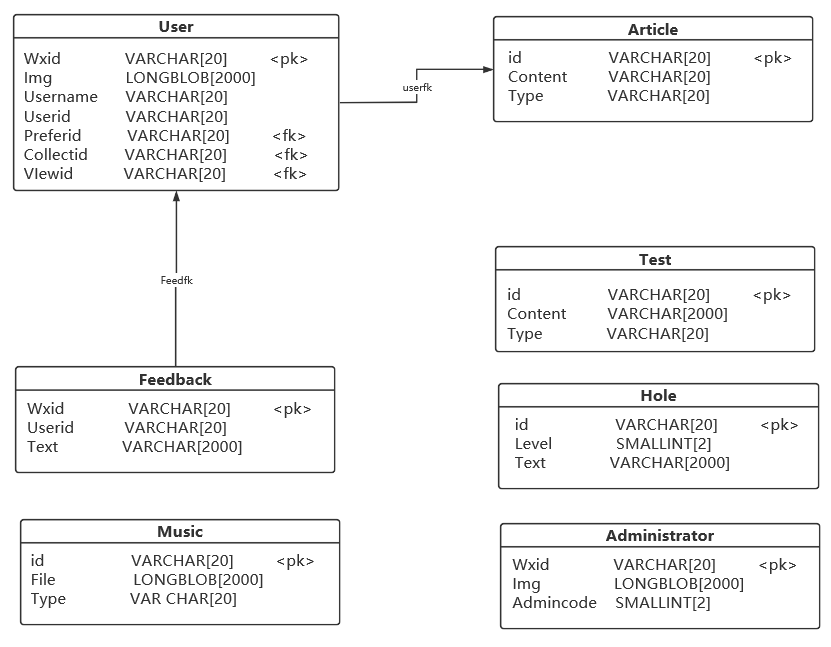 User
Wxid VARCHAR[20] <pk>
Img LONGBLOB[2000]
Username VARCHAR[20]
Userid VARCHAR[20]
Preferid VARCHAR[20] <fk>
Collectid VARCHAR[20] <fk>
VIewid VARCHAR[20] <fk>
userfk
Article
id VARCHAR[20] <pk>
Content VARCHAR[20]
Type VARCHAR[20]
Feedfk
Test
id VARCHAR[20] <pk>
Content VARCHAR[2000]
Type VARCHAR[20]
Feedback
Wxid VARCHAR[20] <pk>
Userid VARCHAR[20]
Text VARCHAR[2000]
Hole
id VARCHAR[20] <pk>
Level SMALLINT[2]
Text VARCHAR[2000]
Music
id VARCHAR[20] <pk>
File LONGBLOB[2000]
Type VAR CHAR[20]
Administrator
Wxid VARCHAR[20] <pk>
Img LONGBLOB[2000]
Admincode SMALLINT[2]